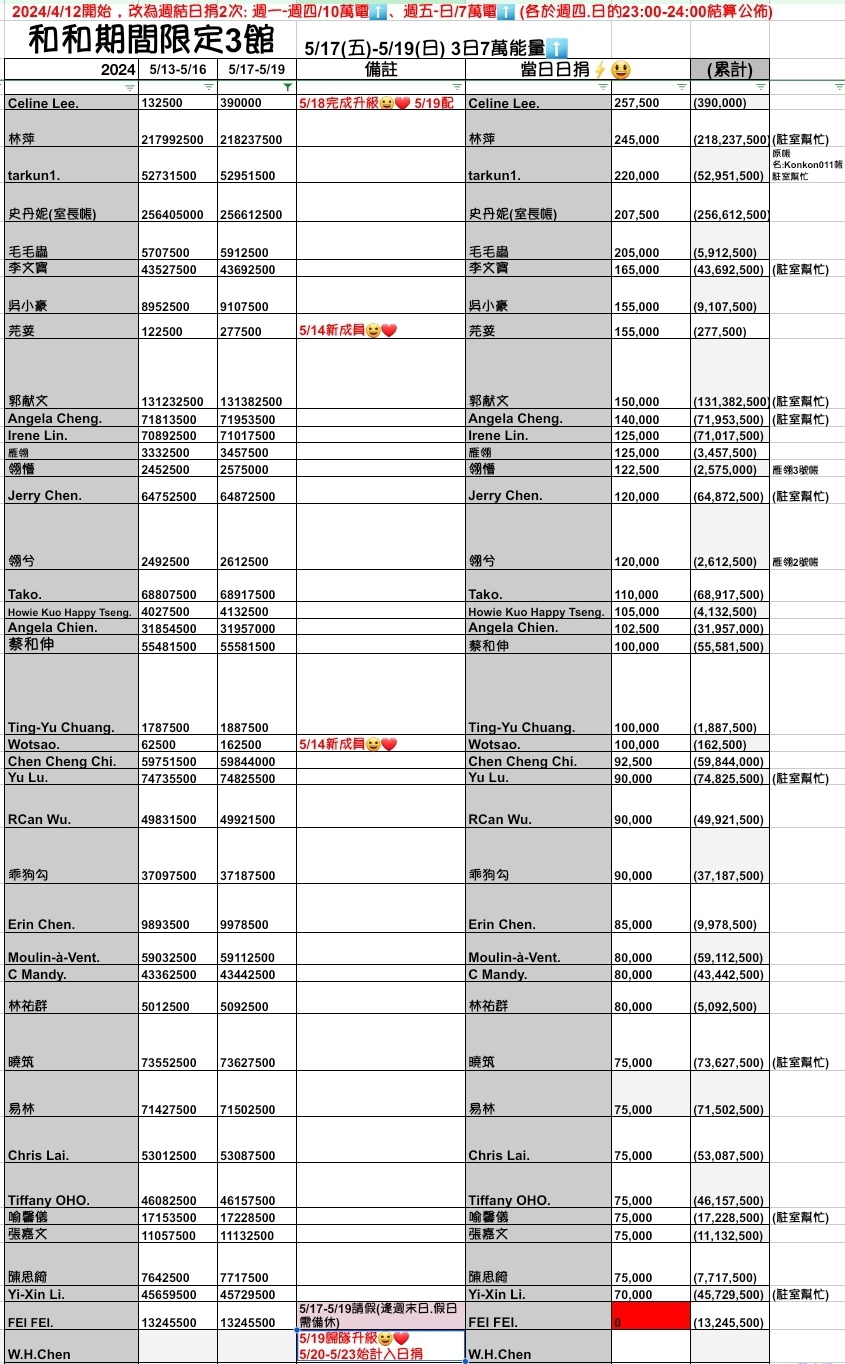 2024/4/12開始，改為週結日捐2次: 週一-週四/10萬電⬆️、週五-日/7萬電⬆️ (各於週四.日的23:00-24:00結算公佈)
和和期間限定3館 5/17(五)-5/19(日) 3日7萬能量⬆️
2024 5/13-5/16 5/17-5/19 備註 當日日捐⚡😃 (累計)
Celine Lee. 132500 390000 5/18完成升級😉❤️ 5/19配 Celine Lee. 257,500 (390,000)
林萍 217992500 218237500 林萍 245,000 (218,237,500) (駐室幫忙)
原帳
名:Konkon011帳
tarkun1. 52731500 52951500 tarkun1. 220,000 (52,951,500) 駐室幫忙
史丹妮(室長帳) 256405000 256612500 史丹妮(室長帳) 207,500 (256,612,500)
毛毛蟲 5707500 5912500 毛毛蟲 205,000 (5,912,500)
李文寶 43527500 43692500 李文寶 165,000 (43,692,500) (駐室幫忙)
吳小豪 8952500 9107500 吳小豪 155,000 (9,107,500)
芫荽 122500 277500 5/14新成員😉❤️ 芫荽 155,000 (277,500)
郭献文 131232500 131382500 郭献文 150,000 (131,382,500) (駐室幫忙)
Angela Cheng. 71813500 71953500 Angela Cheng. 140,000 (71,953,500) (駐室幫忙)
Irene Lin. 70892500 71017500 Irene Lin. 125,000 (71,017,500)
雁翎 3332500 3457500 雁翎 125,000 (3,457,500)
翎懵 2452500 2575000 翎懵 122,500 (2,575,000) 雁翎3號帳
Jerry Chen. 64752500 64872500 Jerry Chen. 120,000 (64,872,500) (駐室幫忙)
翎兮 2492500 2612500 翎兮 120,000 (2,612,500) 雁翎2號帳
Tako. 68807500 68917500 Tako. 110,000 (68,917,500)
Howie Kuo Happy Tseng. 4027500 4132500 Howie Kuo Happy Tseng. 105,000 (4,132,500)
Angela Chien. 31854500 31957000 Angela Chien. 102,500 (31,957,000)
蔡和伸 55481500 55581500 蔡和伸 100,000 (55,581,500)
Ting-Yu Chuang. 1787500 1887500 Ting-Yu Chuang. 100,000 (1,887,500)
Wotsao. 62500 162500 5/14新成員😉❤️ Wotsao. 100,000 (162,500)
Chen Cheng Chi. 59751500 59844000 Chen Cheng Chi. 92,500 (59,844,000)
Yu Lu. 74735500 74825500 Yu Lu. 90,000 (74,825,500) (駐室幫忙)
RCan Wu. 49831500 49921500 RCan Wu. 90,000 (49,921,500)
乖狗勾 37097500 37187500 乖狗勾 90,000 (37,187,500)
Erin Chen. 9893500 9978500 Erin Chen. 85,000 (9,978,500)
Moulin-à-Vent. 59032500 59112500 Moulin-à-Vent. 80,000 (59,112,500)
C Mandy. 43362500 43442500 C Mandy. 80,000 (43,442,500)
林祐群 5012500 5092500 林祐群 80,000 (5,092,500)
曉筑 73552500 73627500 曉筑 75,000 (73,627,500) (駐室幫忙)
易林 71427500 71502500 易林 75,000 (71,502,500)
Chris Lai. 53012500 53087500 Chris Lai. 75,000 (53,087,500)
Tiffany OHO. 46082500 46157500 Tiffany OHO. 75,000 (46,157,500)
喻馨儀 17153500 17228500 喻馨儀 75,000 (17,228,500) (駐室幫忙)
張嘉文 11057500 11132500 張嘉文 75,000 (11,132,500)
陳思綺 7642500 7717500 陳思綺 75,000 (7,717,500)
Yi-Xin Li. 45659500 45729500 Yi-Xin Li. 70,000 (45,729,500) (駐室幫忙)
5/17-5/19請假(逢週末日.假日
FEI FEI. 13245500 13245500 需備休) FEI FEI. 0 (13,245,500)
5/19歸隊升級😉❤️
W.H.Chen 5/20-5/23始計入日捐 W.H.Chen